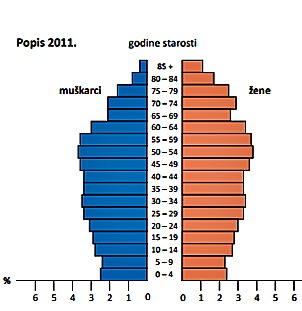 Popis 2011.
godine starosti
muškarci
žene
85 +
80 – 84
75 – 79
70 – 74
65 – 69
60 – 64
55 – 59
50 – 54
45 – 49
40 – 44
35 – 39
30 – 34
25 – 29
20 – 24
15 – 19
10 – 14
5 – 9
0 – 4
%
6 5 4 3 2 1 0 0 1 2 3 4 5 6